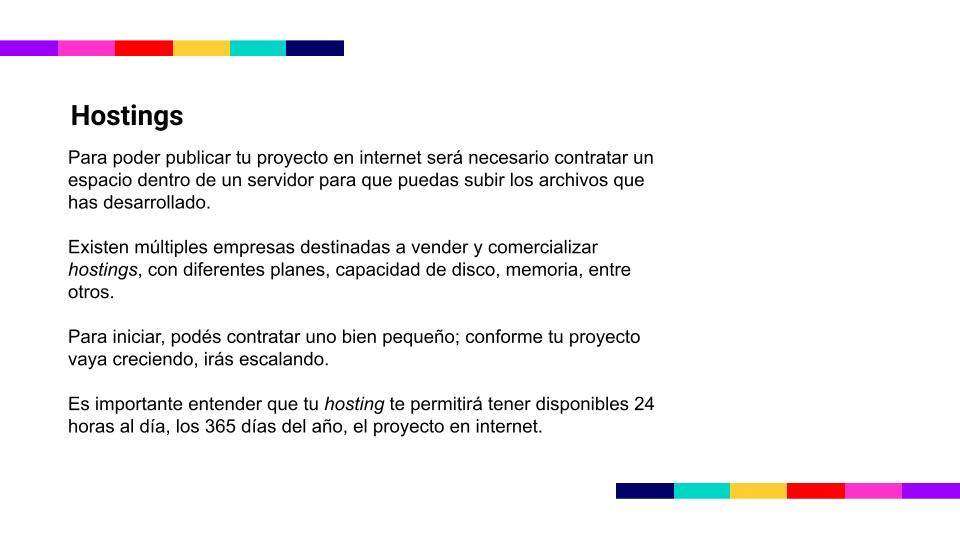 Hostings
Para poder publicar tu proyecto en internet será necesario contratar un
espacio dentro de un servidor para que puedas subir los archivos que
has desarrollado.
Existen múltiples empresas destinadas a vender y comercializar
hostings, con diferentes planes, capacidad de disco, memoria, entre
otros.
Para iniciar, podés contratar uno bien pequeño; conforme tu proyecto
vaya creciendo, irás escalando.
Es importante entender que tu hosting te permitirá tener disponibles 24
horas al día, los 365 días del año, el proyecto en internet.